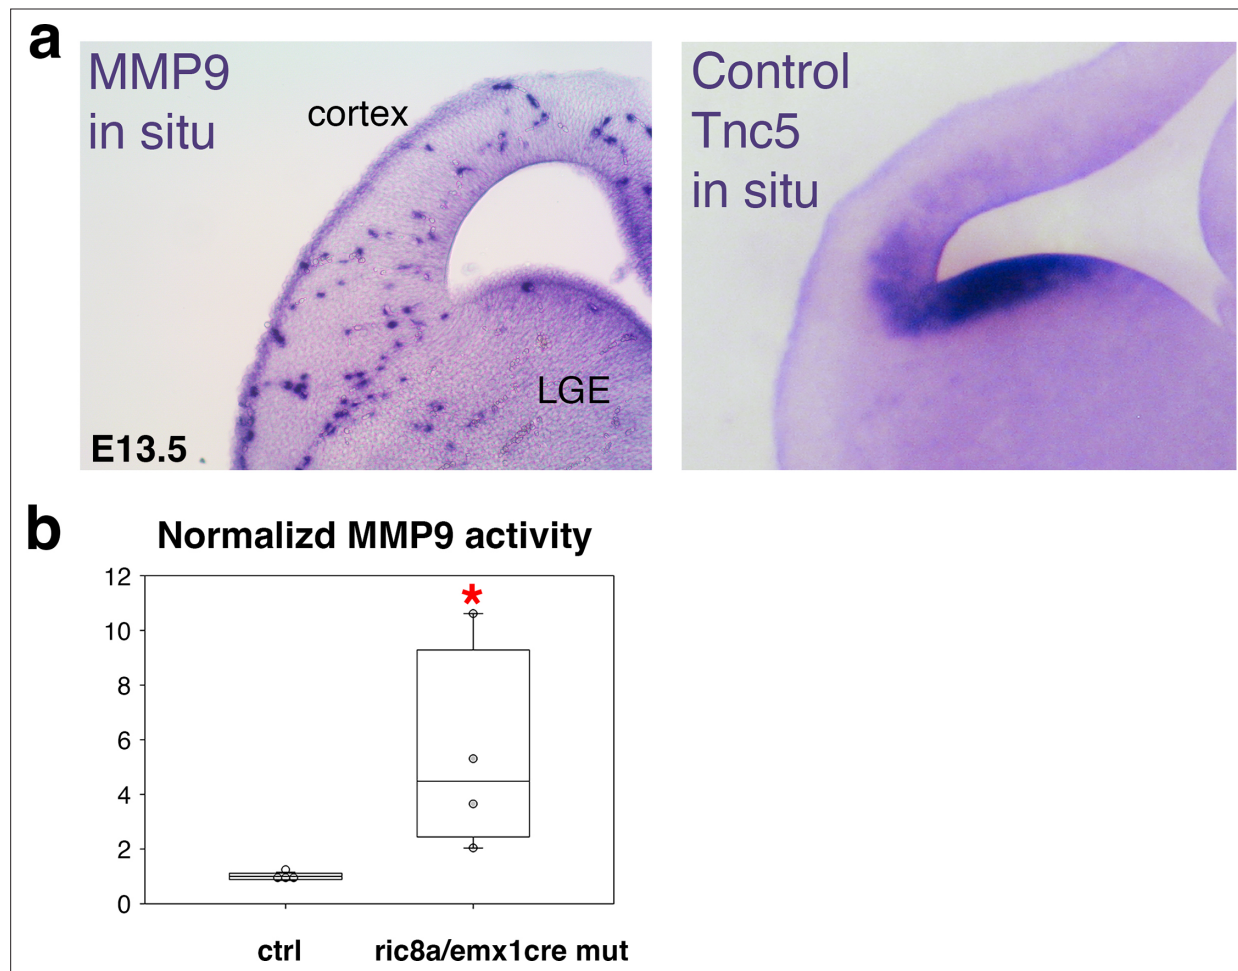 a
MMP9
in situ
cortex
LGE
E13.5
Control
Tnc5
in situ
b
Normalizd MMP9 activity
12
10
8
6
4
2
0
*
ctrl
ric8a/emx1cre mut